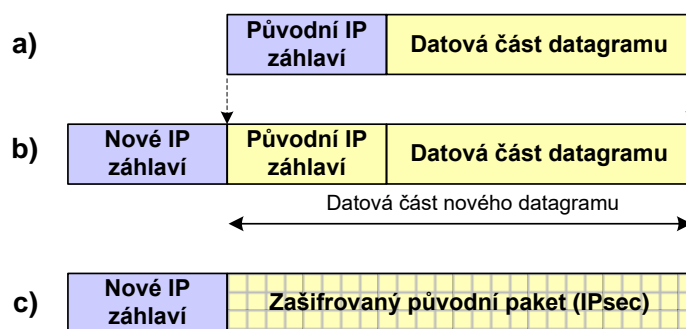 a)
Původní IP
záhlaví
Datová část datagramu
b)
Nové IP
záhlaví
Původní IP
záhlaví
Datová část datagramu
Datová část nového datagramu
c)
Nové IP
záhlaví
Zašifrovaný původní paket (IPsec)